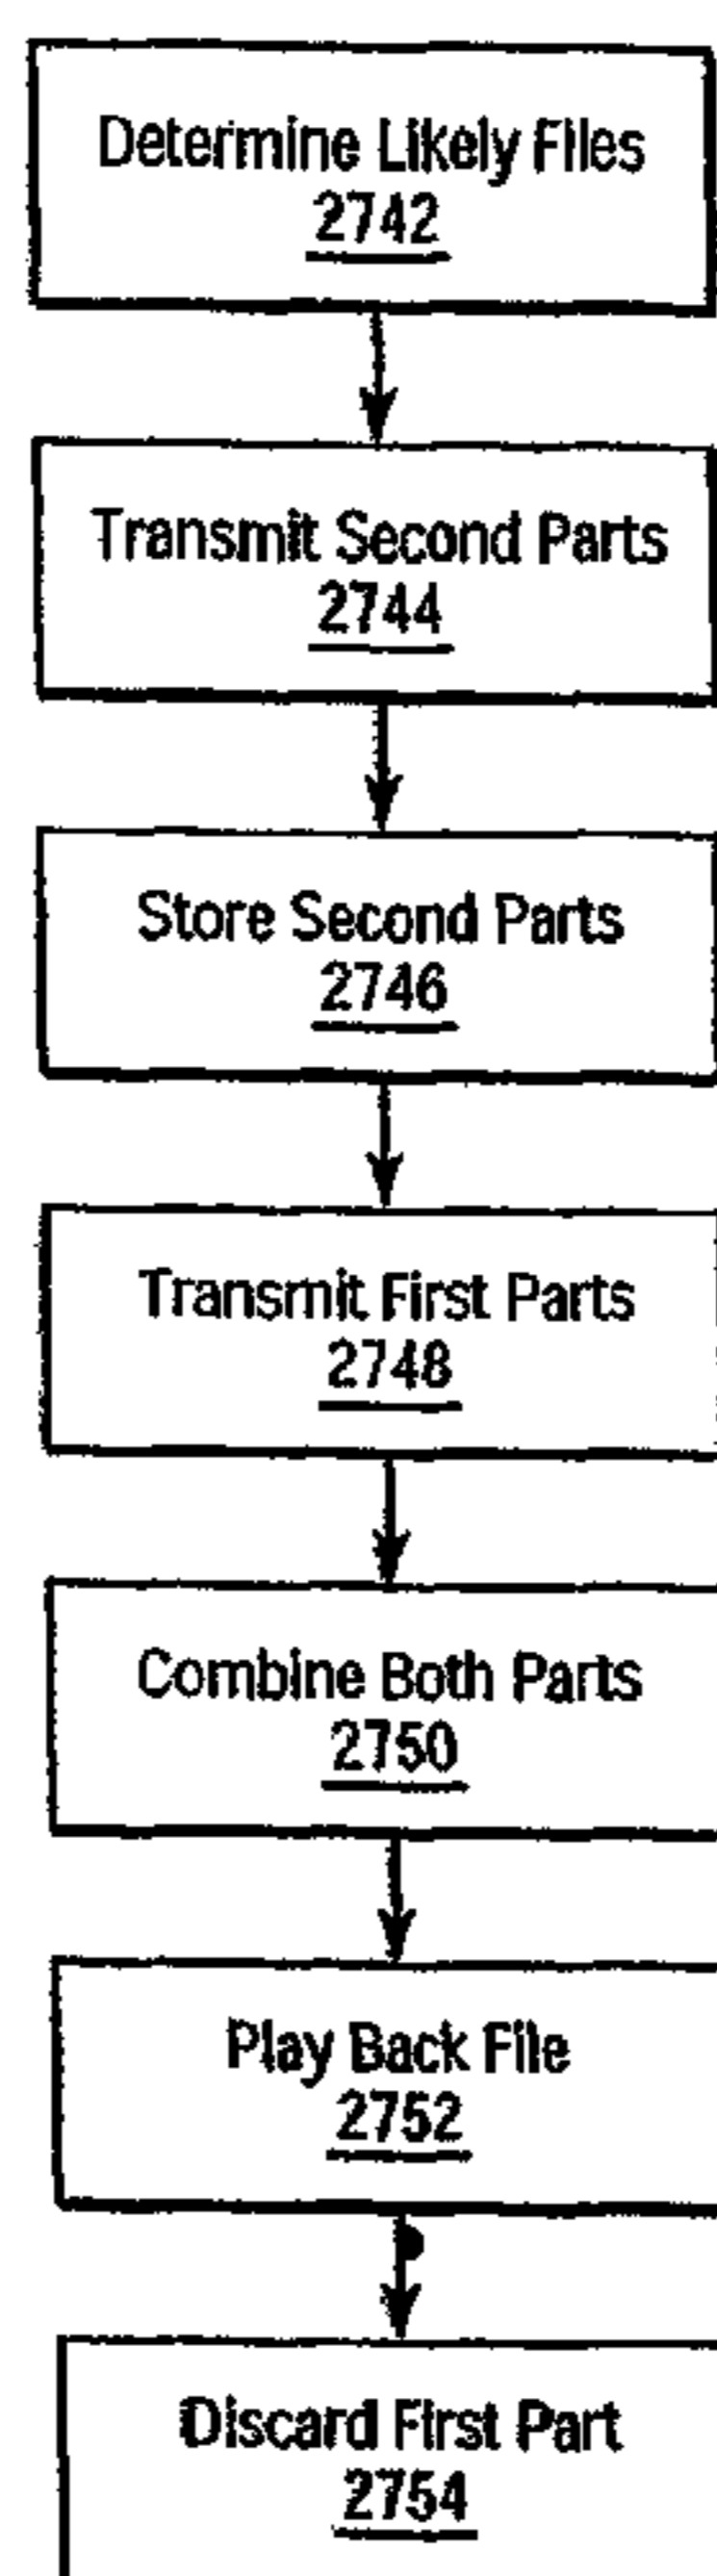 Determine Likely Files
2742
Transmit Second Parts
2744
Store Second Parts
2746
Transmit First Parts
2748
Combine Both Parts
2750
Play Back File
2752
Discard First Part
2754